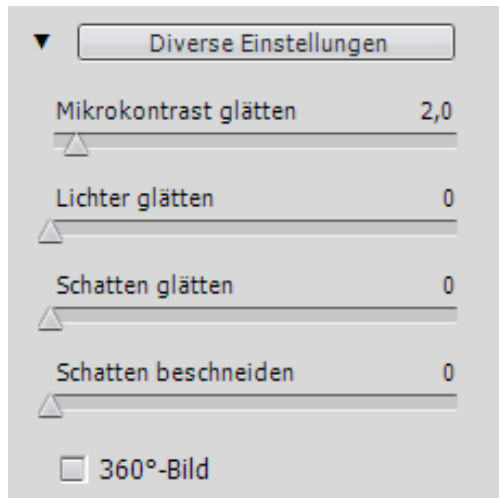 Diverse Einstellungen
Mikrokontrast glätten 2,0
Lichter glätten 0
Schatten glätten 0
Schatten beschneiden 0
360°-Bild